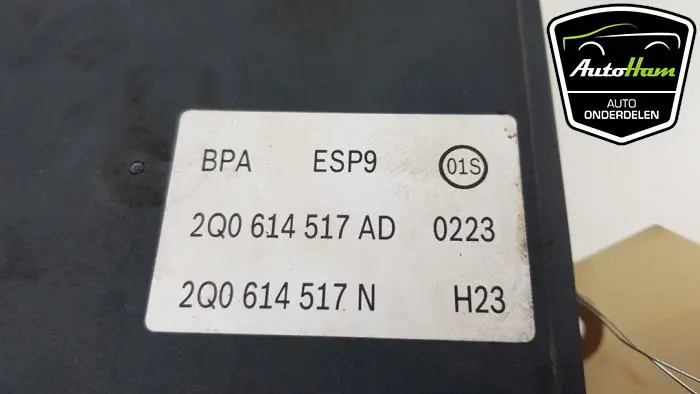 AutoHam
AUTO
ONDERDELEN
BPA ESP9 01S
2Q0 614 517 AD 0223
2Q0 614 517 N H23